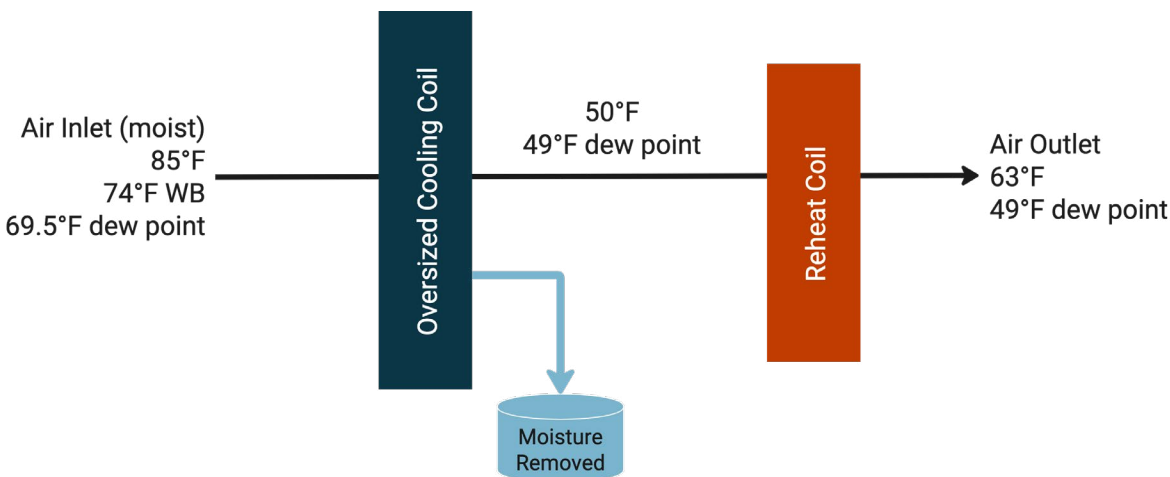 Air Inlet (moist)
85°F
74°F WB
69.5°F dew point
Oversized Cooling Coil
50°F
49°F dew point
Moisture
Removed
Reheat Coil
Air Outlet
63°F
49°F dew point